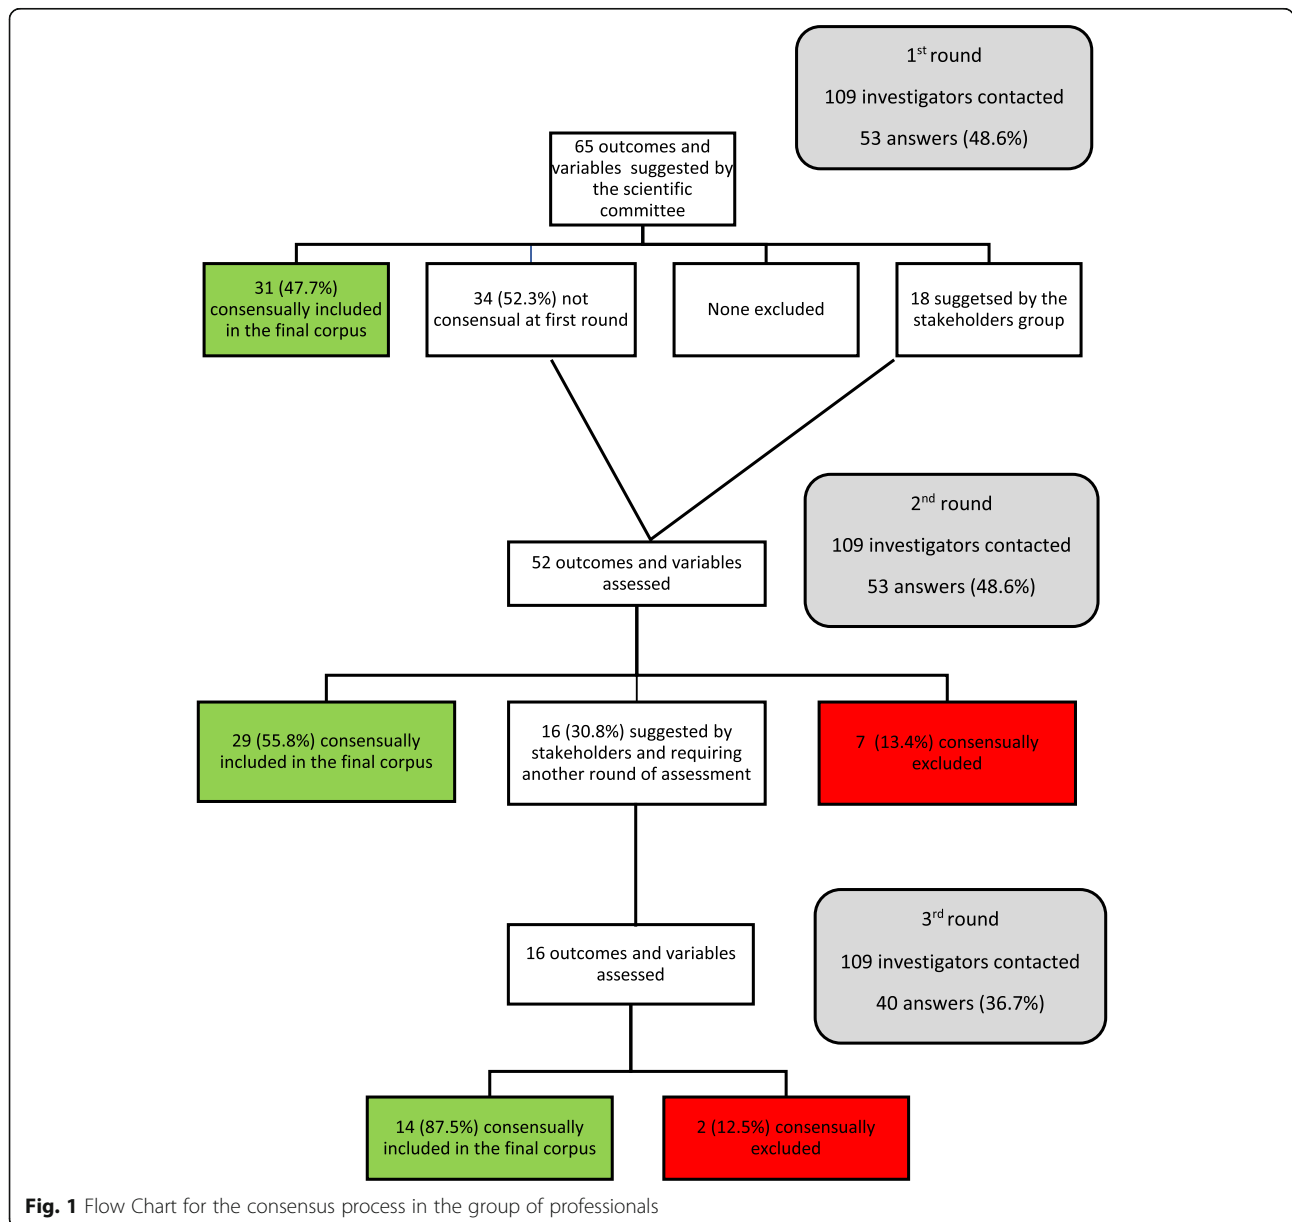 1st round
109 investigators contacted
53 answers (48.6%)
65 outcomes and
variables suggested by
the scientific
committee
31 (47.7%)
consensually included
in the final corpus
34 (52.3%) not
consensual at first round
None excluded
18 suggetsed by the
stakeholders group
2nd round
109 investigators contacted
53 answers (48.6%)
52 outcomes and variables
assessed
29 (55.8%) consensually
included in the final corpus
16 (30.8%) suggested by
stakeholders and requiring
another round of assessment
7 (13.4%) consensually
excluded
3rd round
109 investigators contacted
40 answers (36.7%)
16 outcomes and variables
assessed
14 (87.5%) consensually
included in the final corpus
2 (12.5%) consensually
excluded
Fig. 1 Flow Chart for the consensus process in the group of professionals